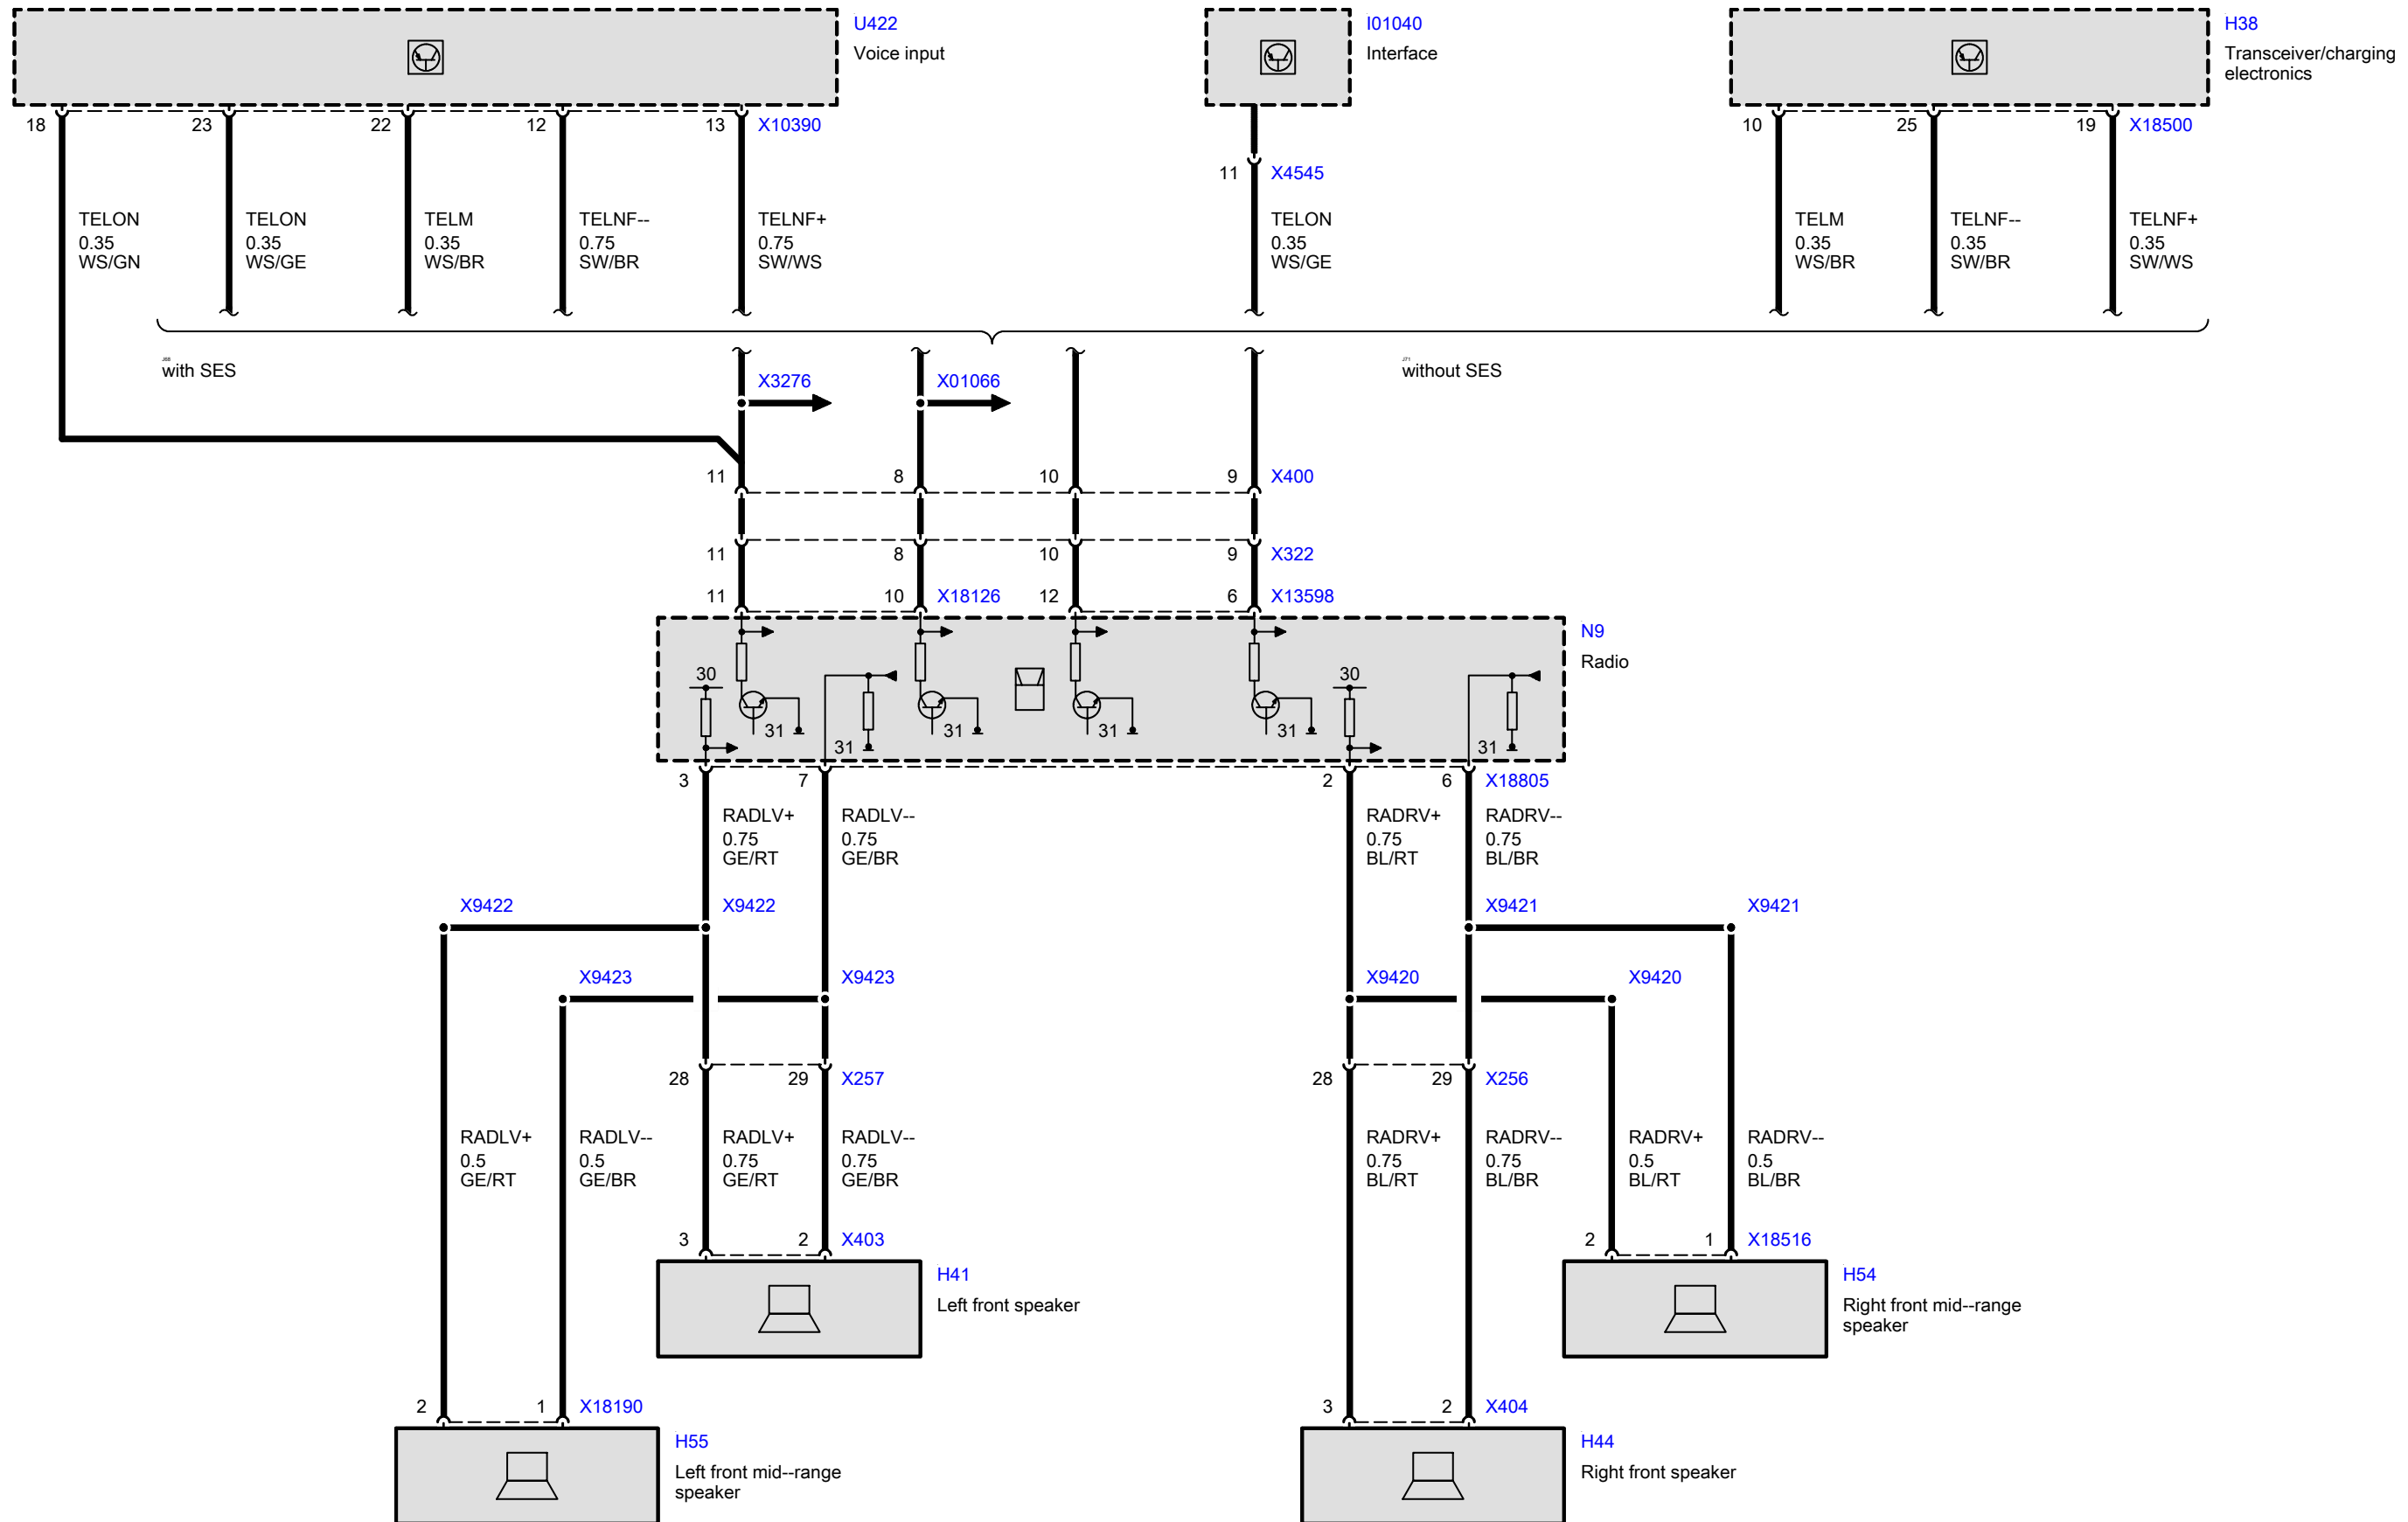 U422
Voice input
I01040
Interface
H38
Transceiver/charging
electronics
18
23
22
12
13
X10390
10
25
19
X18500
11
X4545
TELON
0.35
WS/GN
TELON
0.35
WS/GE
TELM
0.35
WS/BR
TELNF--
0.75
SW/BR
TELNF+
0.75
SW/WS
TELON
0.35
WS/GE
TELM
0.35
WS/BR
TELNF--
0.35
SW/BR
TELNF+
0.35
SW/WS
with SES
J71
without SES
X3276
X01066
11
8
10
9
X400
11
8
10
9
X322
11
10
X18126
12
6
X13598
N9
Radio
30
31
31
31
31
31
30
31
3
7
2
6
X18805
RADLV+
0.75
GE/RT
RADLV--
0.75
GE/BR
RADRV+
0.75
BL/RT
RADRV--
0.75
BL/BR
X9422
X9422
X9421
X9421
X9423
X9423
X9420
X9420
28
29
X257
28
29
X256
RADLV+
0.5
GE/RT
RADLV--
0.5
GE/BR
RADLV+
0.75
GE/RT
RADLV--
0.75
GE/BR
RADRV+
0.75
BL/RT
RADRV--
0.75
BL/BR
RADRV+
0.5
BL/RT
RADRV--
0.5
BL/BR
3
2
X403
2
1
X18516
H41
Left front speaker
H54
Right front mid--range
speaker
2
1
X18190
3
2
X404
H55
Left front mid--range
speaker
H44
Right front speaker